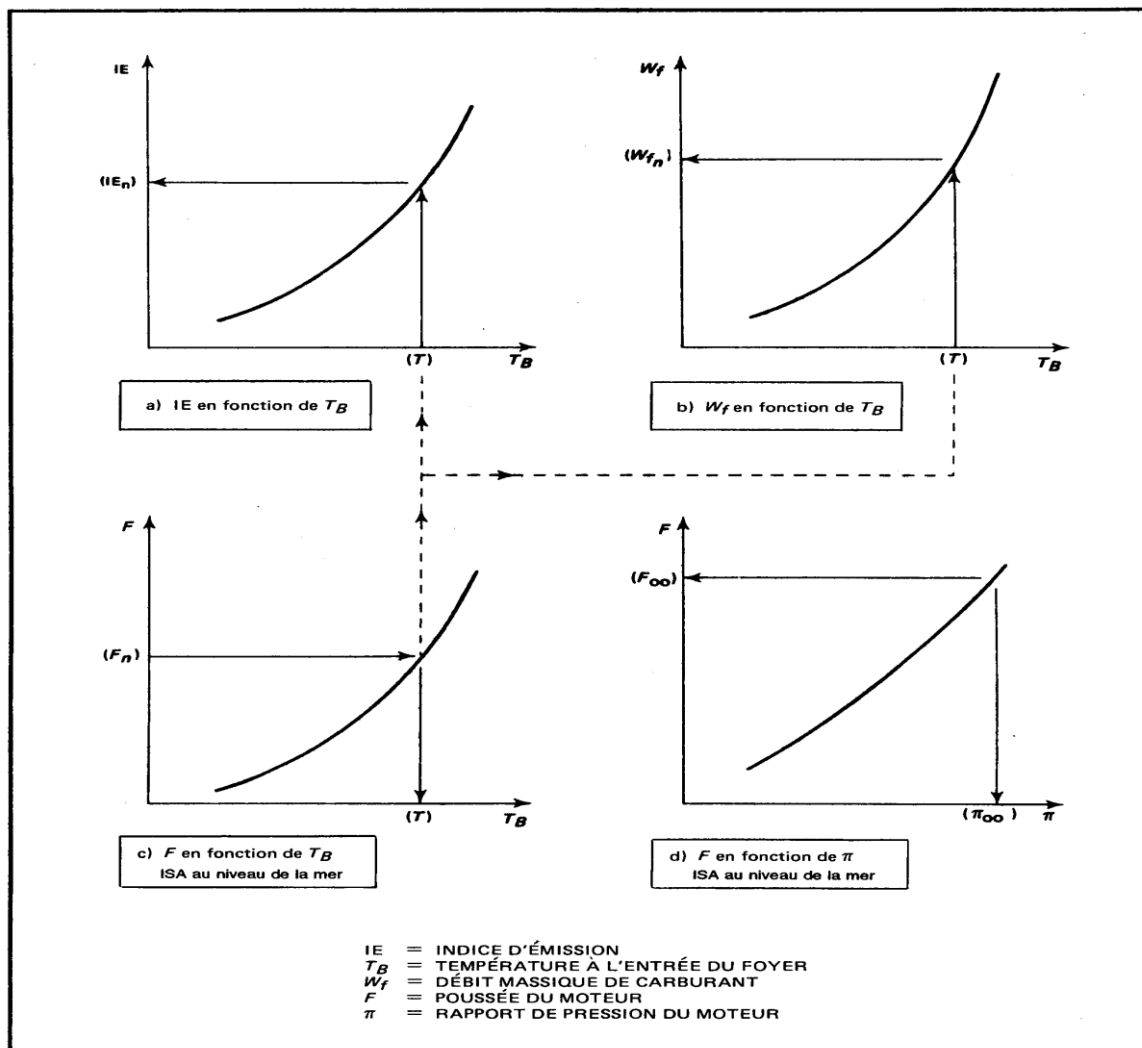 IE
(IEn)
(T)
TB
a) IE en fonction de TB
Wf
(Wfn)
(T)
TB
b) Wf en fonction de TB
F
(Fn)
(T)
TB
c) F en fonction de TB
ISA au niveau de la mer
F
(F∞)
(π∞)
π
d) F en fonction de π
ISA au niveau de la mer
IE = INDICE D'ÉMISSION
TB = TEMPÉRATURE À L'ENTRÉE DU FOYER
Wf = DÉBIT MASSIQUE DE CARBURANT
F = POUSSÉE DU MOTEUR
π = RAPPORT DE PRESSION DU MOTEUR